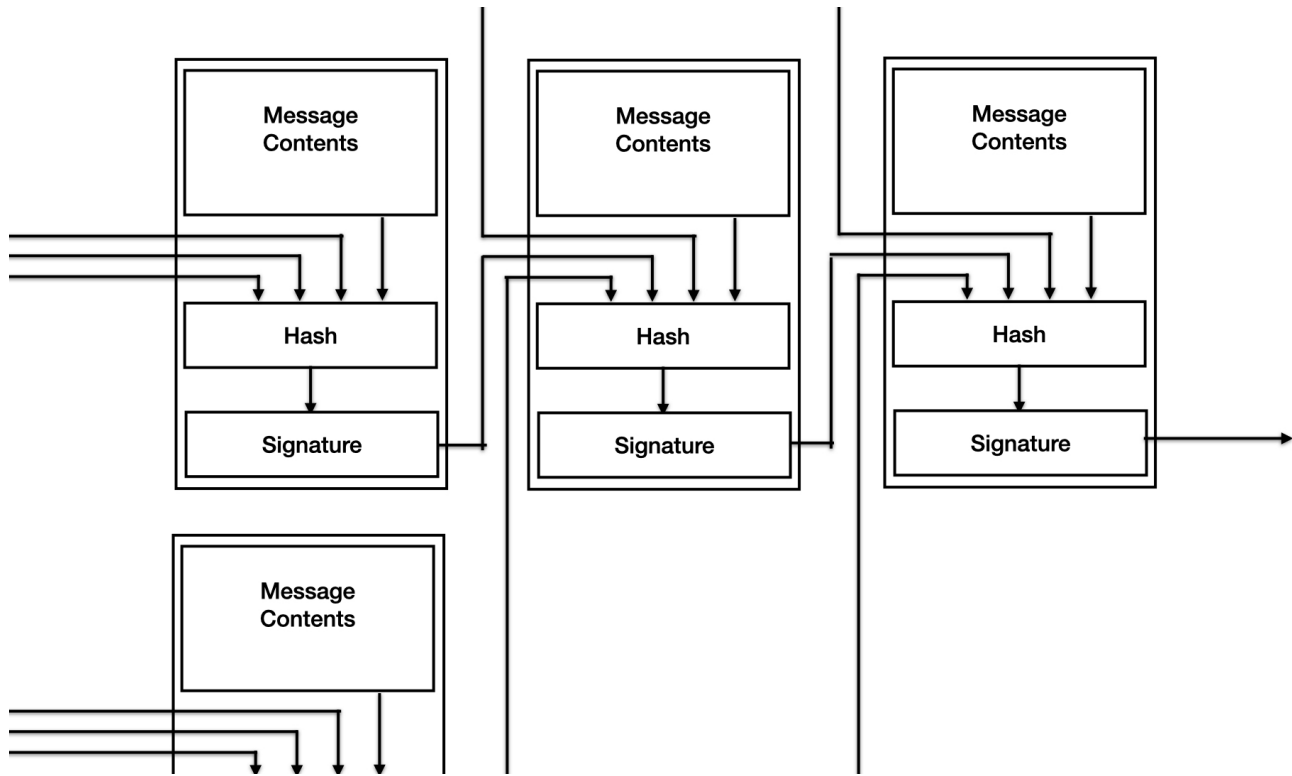 Message
Contents
Hash
Signature
Message
Contents
Hash
Signature
Message
Contents
Hash
Signature
Message
Contents